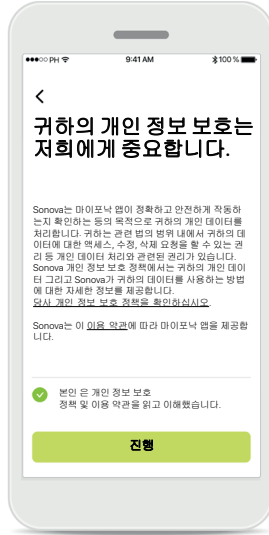 PH 9:41 AM 100 %
귀하의 개인 정보 보호는
저희에게 중요합니다.
Sonova는 마이포낙 앱이 정확하고 안전하게 작동하
는지 확인하는 등의 목적으로 귀하의 개인 데이터를
처리합니다. 귀하는 관련 법의 범위 내에서 귀하의 데
이터에 대한 액세스, 수정, 삭제 요청을 할 수 있는 권
리 등 개인 데이터 처리와 관련된 권리가 있습니다.
Sonova 개인 정보 보호 정책에서는 귀하의 개인 데이
터 그리고 Sonova가 귀하의 데이터를 사용하는 방법
에 대한 자세한 정보를 제공합니다.
당사 개인 정보 보호 정책을 확인하십시오.
Sonova는 이 이용 약관에 따라 마이포낙 앱을 제공합
니다.
본인 은 개인 정보 보호
정책 및 이용 약관을 읽고 이해했습니다.
진행